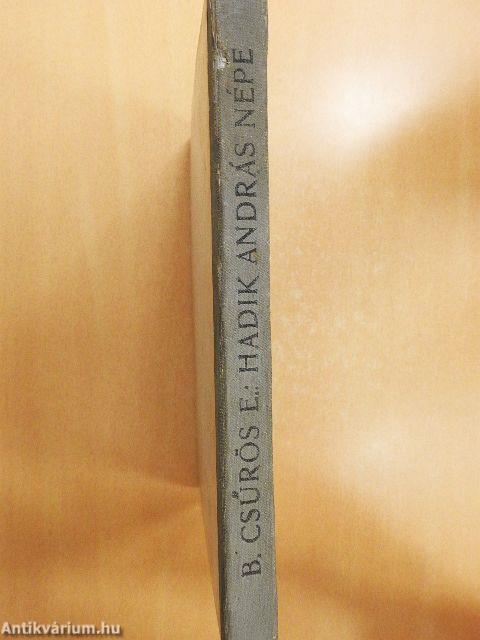 B. CSŰRÖS E.: HADIK ANDRÁS NÉPE
Antikvárium.hu